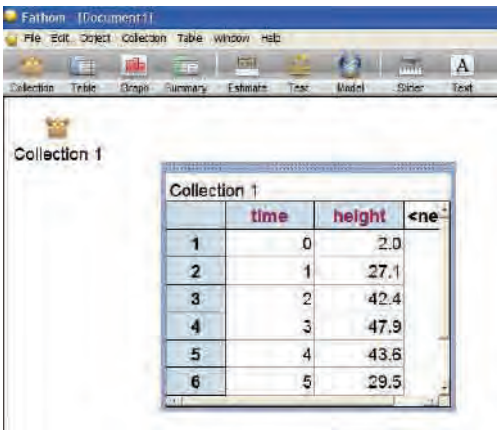 Fathom - [Document1]
File Edit Object Collection Table Window Help
Collection Table Graph Summary Estimate Test Model Slider Text
Collection 1
Collection 1
time height <ne
1 0 2.0
2 1 27.1
3 2 42.4
4 3 47.9
5 4 43.6
6 5 29.5